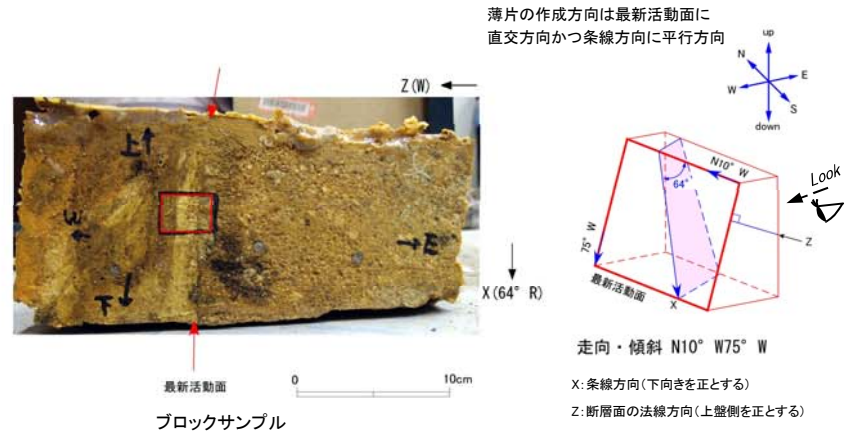 薄片の作成方向は最新活動面に
直交方向かつ条線方向に平行方向
Z(W)
上
W
E
下
X(64° R)
最新活動面
0 10cm
ブロックサンプル
up
N
E
W
S
down
N10° W
64°
Look
75° W
Z
最新活動面
X
走向・傾斜 N10° W75° W
X:条線方向(下向きを正とする)
Z:断層面の法線方向(上盤側を正とする)